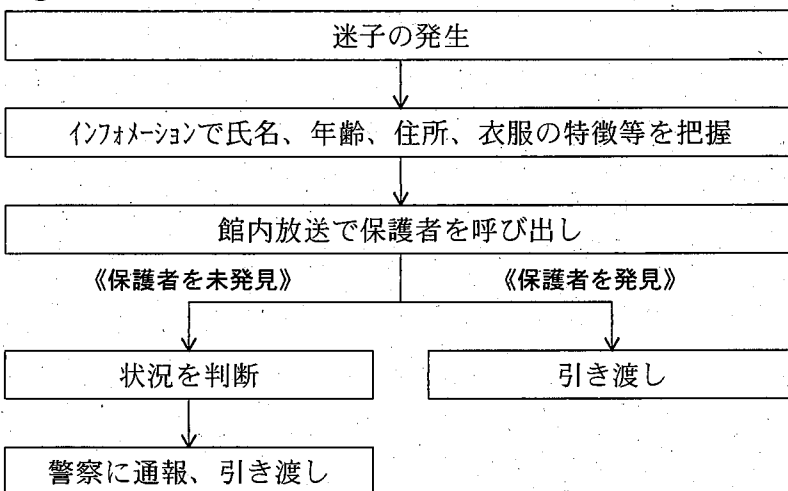 迷子の発生
インフォメーションで氏名、年齢、住所、衣服の特徴等を把握
館内放送で保護者を呼び出し
《保護者を未発見》
《保護者を発見》
状況を判断
引き渡し
警察に通報、引き渡し